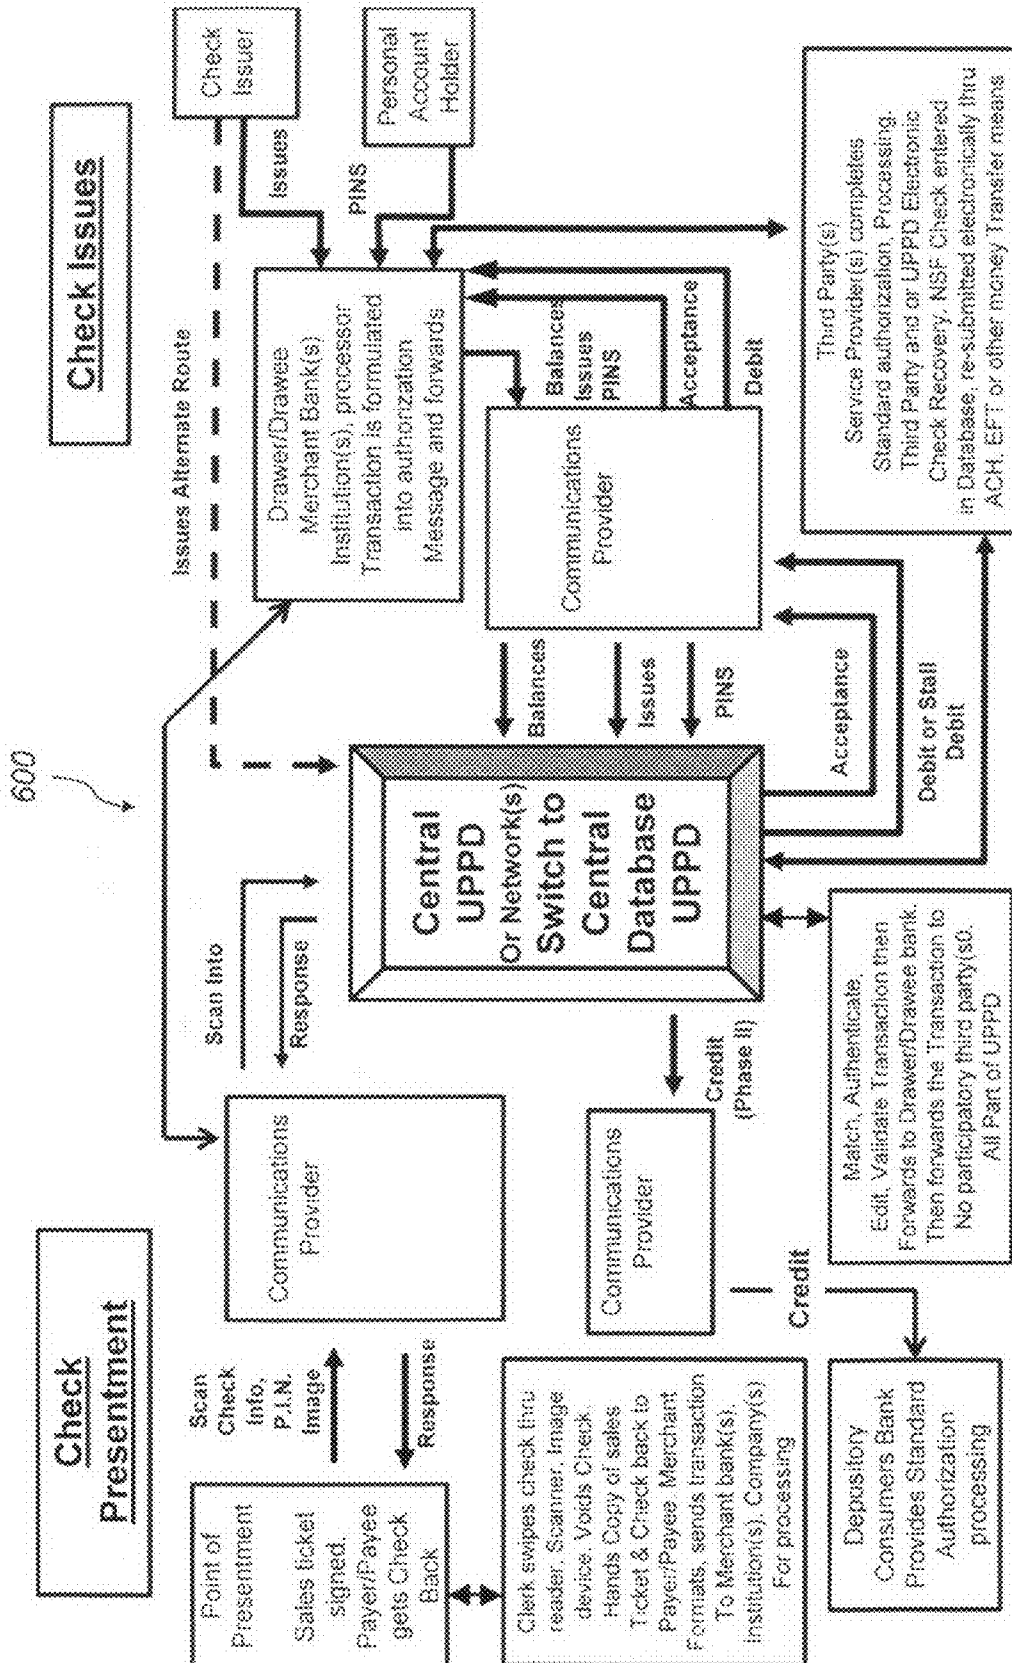 600
Check
Presentment
Check Issues
Point of
Presentment
Sales ticket
signed.
Payer/Payee
gets Check
Back
Scan
Check
Info,
P.I.N.
Image
Response
Clerk swipes check thru
reader, Scanner, Image
device. Voids Check.
Hands Copy of sales
Ticket & Check back to
Payer/Payee Merchant
Formats, sends transaction
To Merchant bank(s),
Institution(s), Company(s)
For processing
Communications
Provider
Scan Into
Response
Communications
Provider
Credit
(Phase II)
Credit
Depository
Consumers Bank
Provides Standard
Authorization
processing
Central
UPPD
Or Network(s)
Switch to
Central
Database
UPPD
Match, Authenticate,
Edit, Validate Transaction then
Forwards to Drawer/Drawee bank.
Then forwards the Transaction to
No participatory third party(s0.
All Part of UPPD
Issues Alternate Route
Check
Issuer
Issues
Personal
Account
Holder
PINS
Drawer/Drawee
Merchant Bank(s)
Institution(s), processor
Transaction is formulated
into authorization
Message and forwards
Balances
Issues
PINS
Acceptance
Debit
Communications
Provider
Balances
Issues
PINS
Acceptance
Debit or Stall
Debit
Third Party(s)
Service Provider(s) completes
Standard authorization, Processing,
Third Party and or UPPD Electronic
Check Recovery. NSF Check entered
in Database, re-submitted electronically thru
ACH, EFT or other money Transfer means